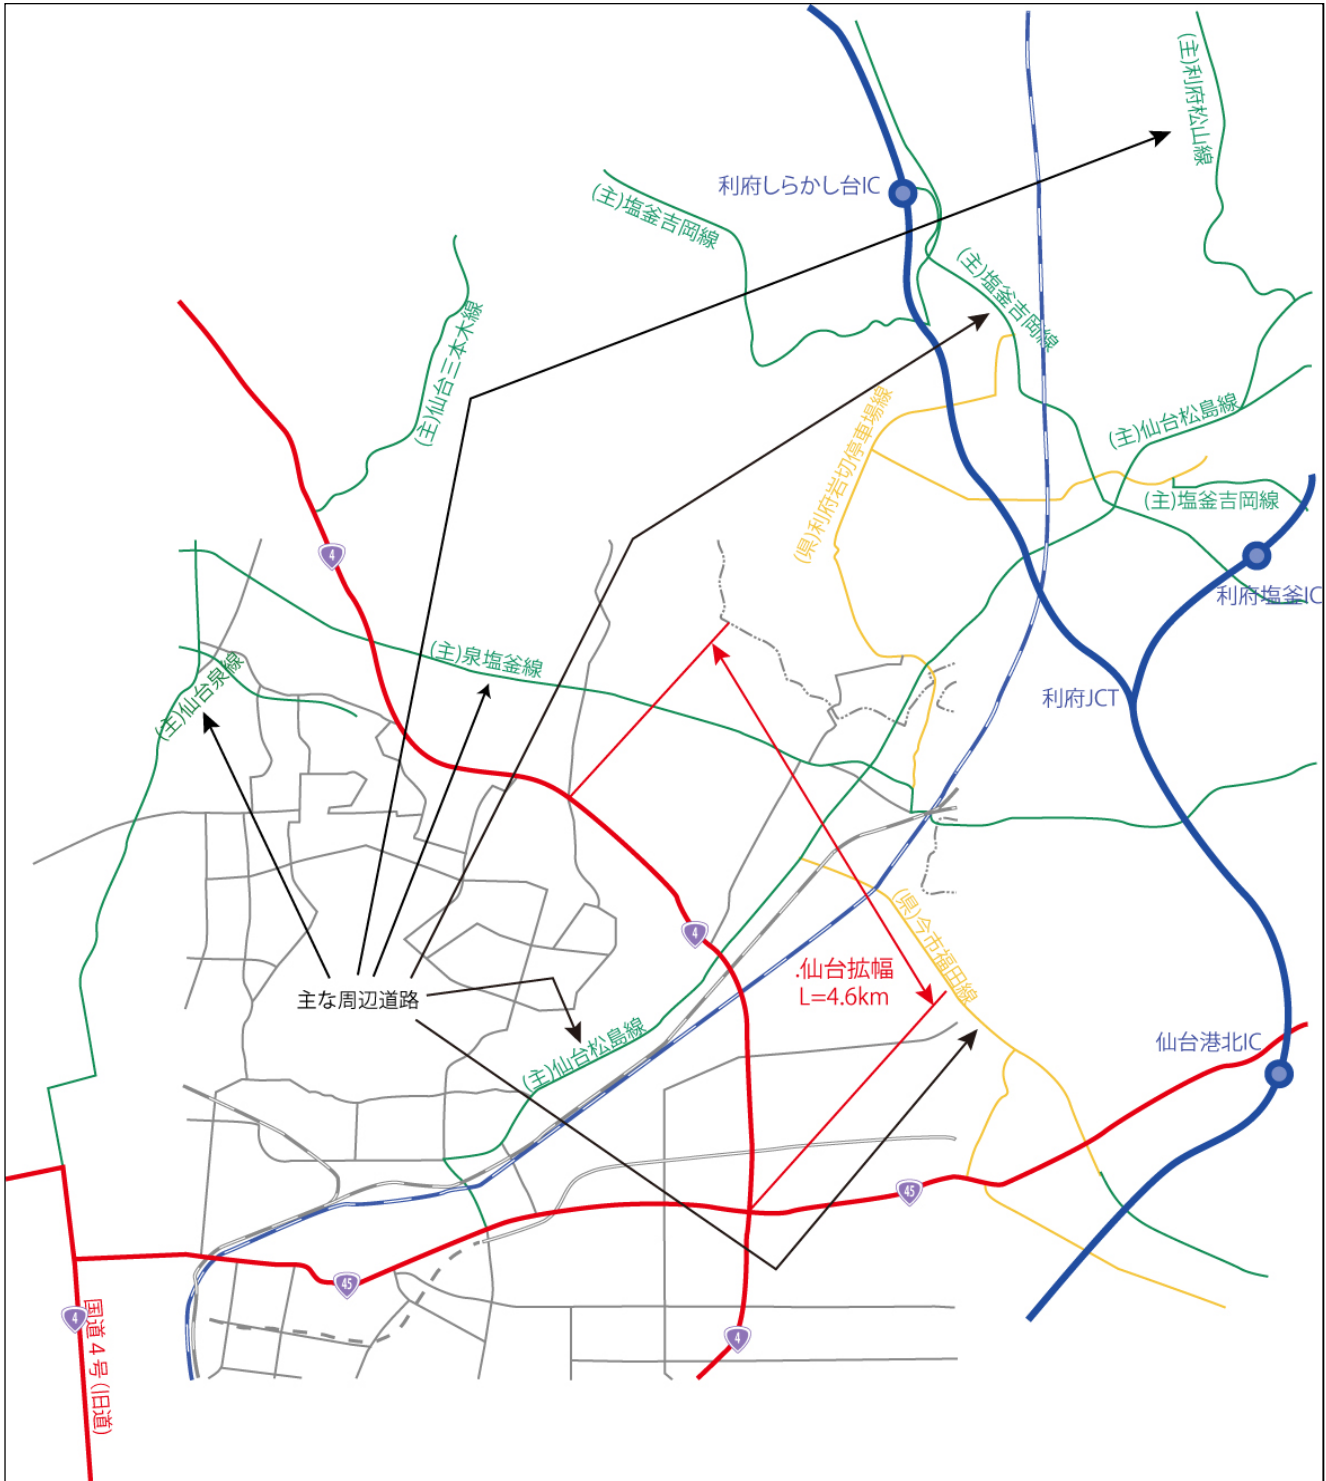 (主)利府松山線
利府しらかし台IC
(主)塩釜吉岡線
(主)塩釜吉岡線
(主)仙台三本木線
(県)利府岩切停車場線
(主)仙台松島線
(主)塩釜吉岡線
4
利府塩釜IC
(主)泉塩釜線
(主)仙台泉線
利府JCT
4
(県)今市福田線
.仙台拡幅
L=4.6km
主な周辺道路
仙台港北IC
(主)仙台松島線
45
45
4
国道4号(旧道)
4